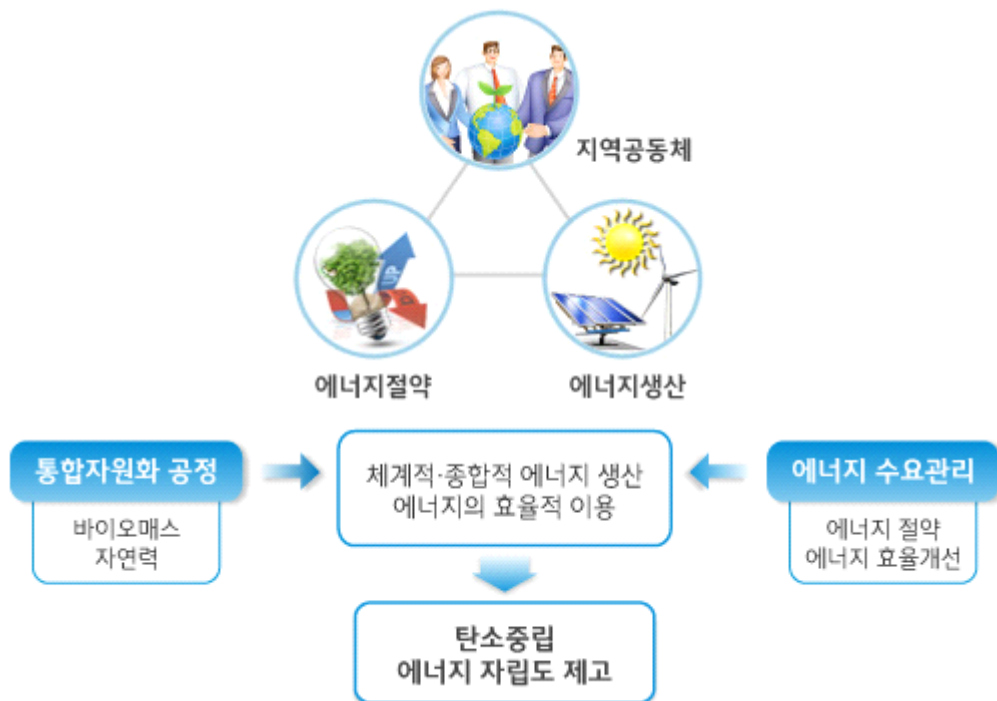 지역공동체
UP
에너지절약
에너지생산
통합자원화 공정
바이오매스
자연력
체계적·종합적 에너지 생산
에너지의 효율적 이용
에너지 수요관리
에너지 절약
에너지 효율개선
탄소중립
에너지 자립도 제고